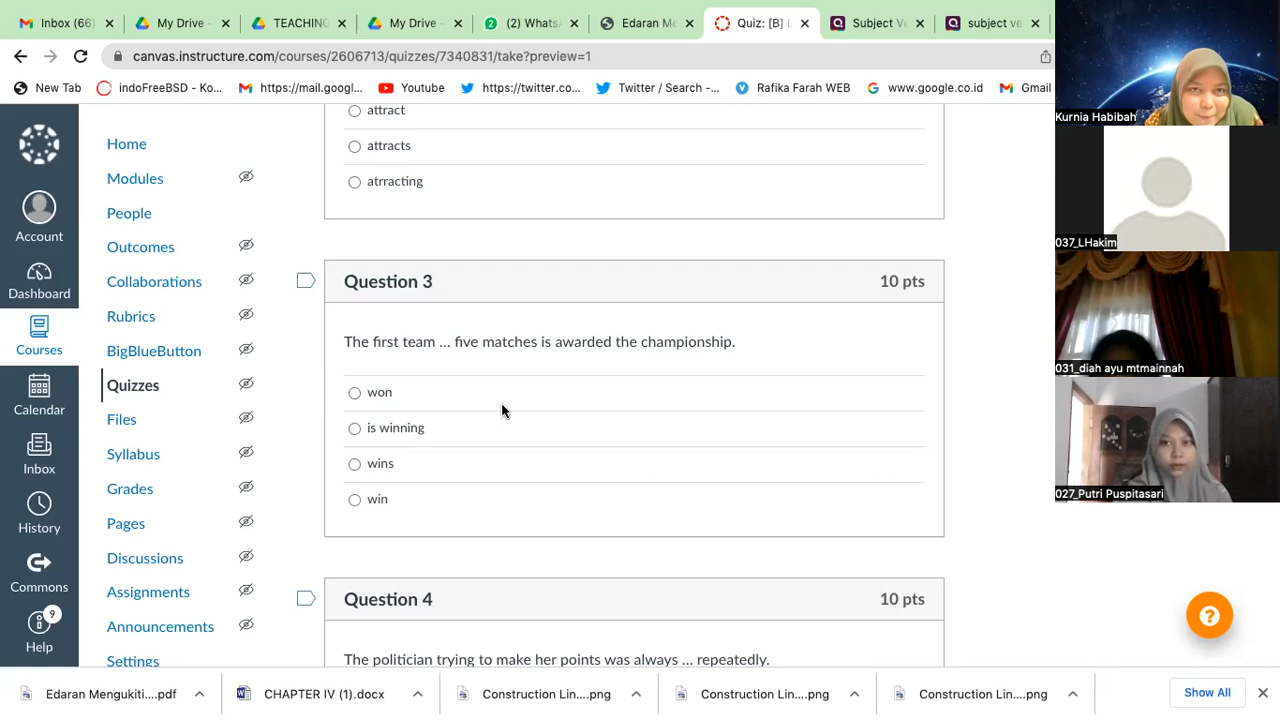 Inbox (66)
My Drive -
TEACHING
My Drive -
(2) Whats
Edaran Me
Quiz: [B] L
Subject Ve
subject ve
canvas.instructure.com/courses/2606713/quizzes/7340831/take?preview=1
New Tab
indoFreeBSD - Ko...
https://mail.googl...
Youtube
https://twitter.co...
Twitter / Search -...
Rafika Farah WEB
www.google.co.id
Gmail
Account
Dashboard
Courses
Calendar
Inbox
History
Commons
9
Help
Home
Modules
People
Outcomes
Collaborations
Rubrics
BigBlueButton
Quizzes
Files
Syllabus
Grades
Pages
Discussions
Assignments
Announcements
Settings
attract
attracts
atrracting
Question 3
10 pts
The first team ... five matches is awarded the championship.
won
is winning
wins
win
Question 4
10 pts
The politician trying to make her points was always ... repeatedly.
Kurnia Habibah
037_LHakim
031_diah ayu mtmainnah
027_Putri Puspitasari
Edaran Mengukiti....pdf
CHAPTER IV (1).docx
Construction Lin....png
Construction Lin....png
Construction Lin....png
Show All